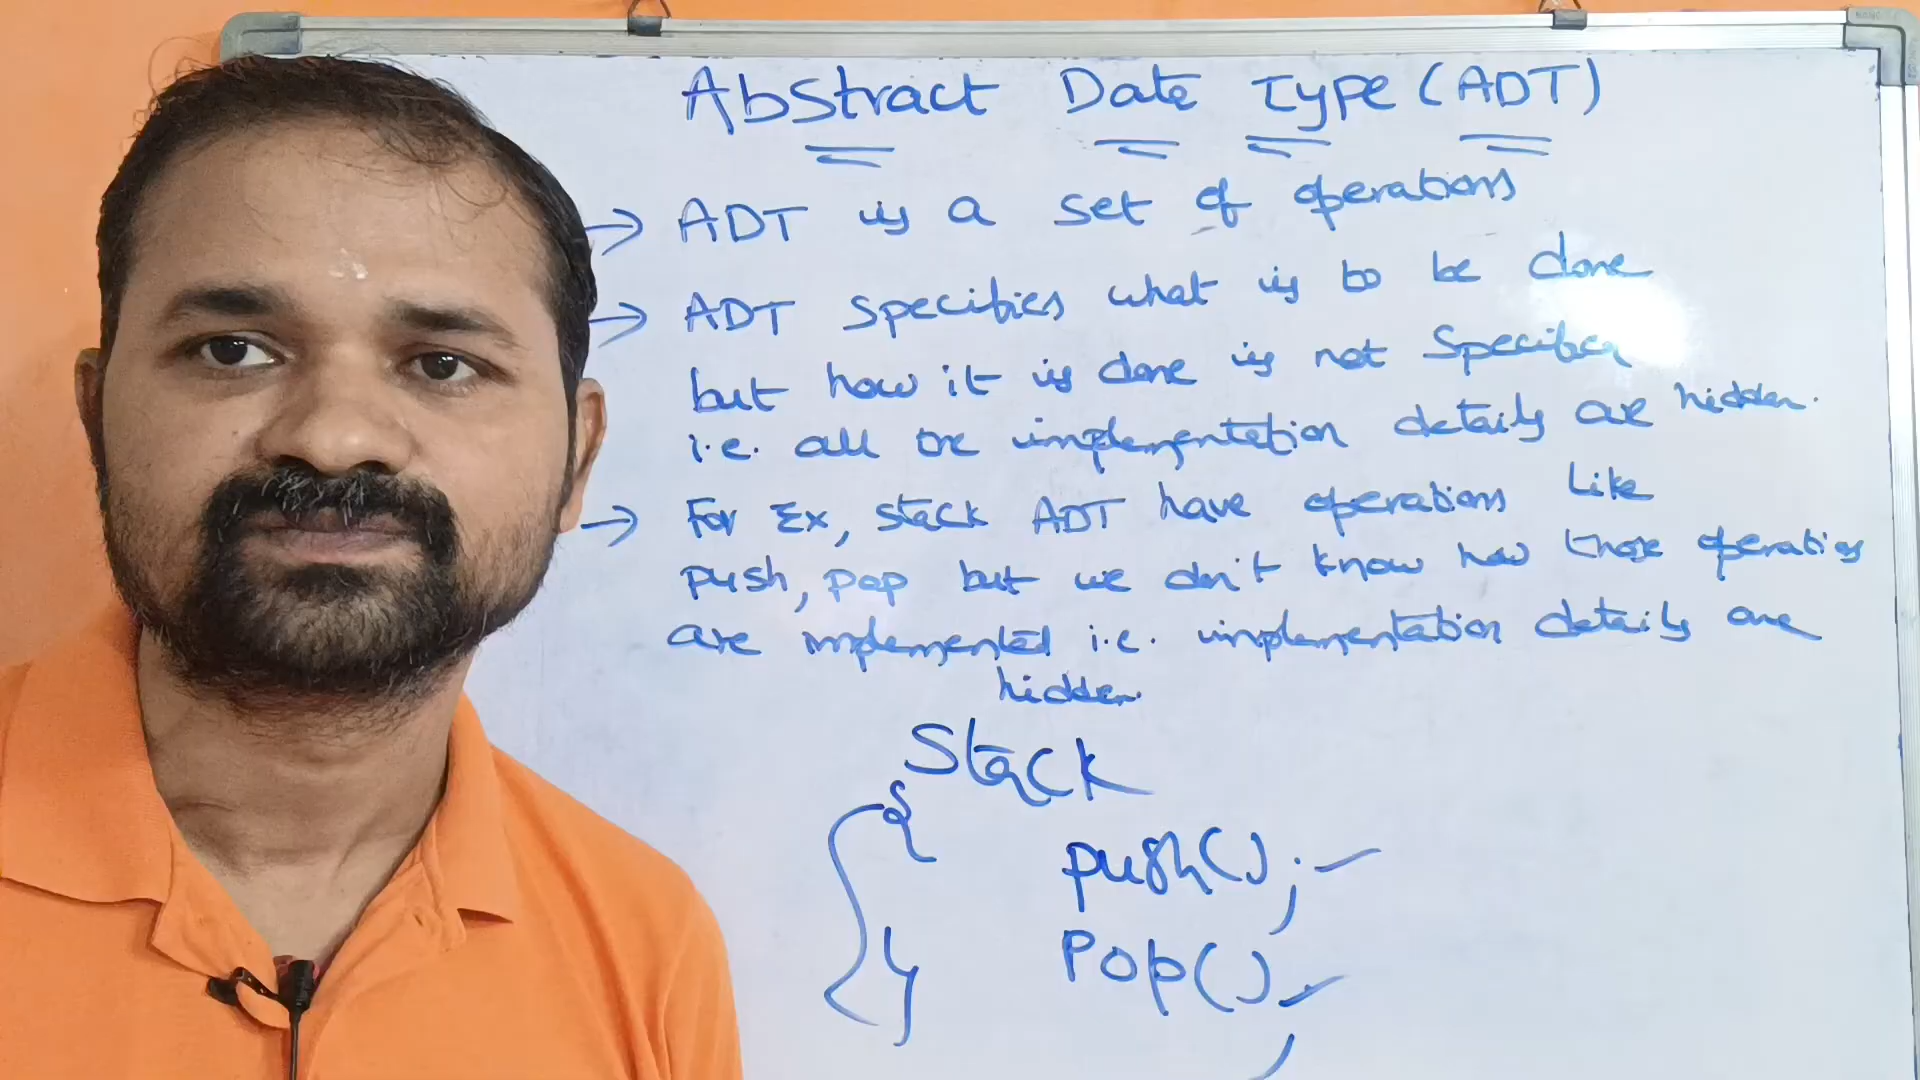 Abstract Data Type (ADT)
→ ADT is a set of operations
→ ADT specifies what is to be done
but how it is done is not specified
i.e. all the implementation details are hidden.
→ For Ex, stack ADT have operations like
push, pop but we don't know how those operations
are implemented i.e. implementation details are
hidden.
Stack
{
push();
Pop();
}